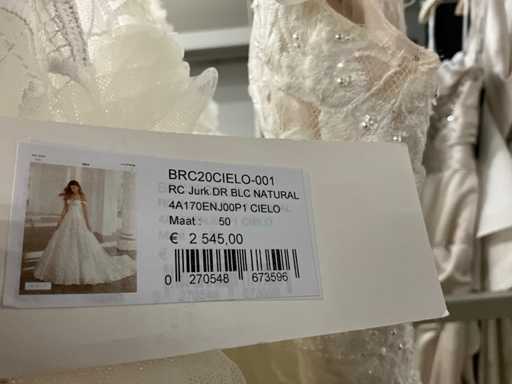 BRC20CIELO-001
RC Jurk DR BLC NATURAL
4A170ENJ00P1 CIELO
Maat: 50
€ 2 545,00
0 270548 673596